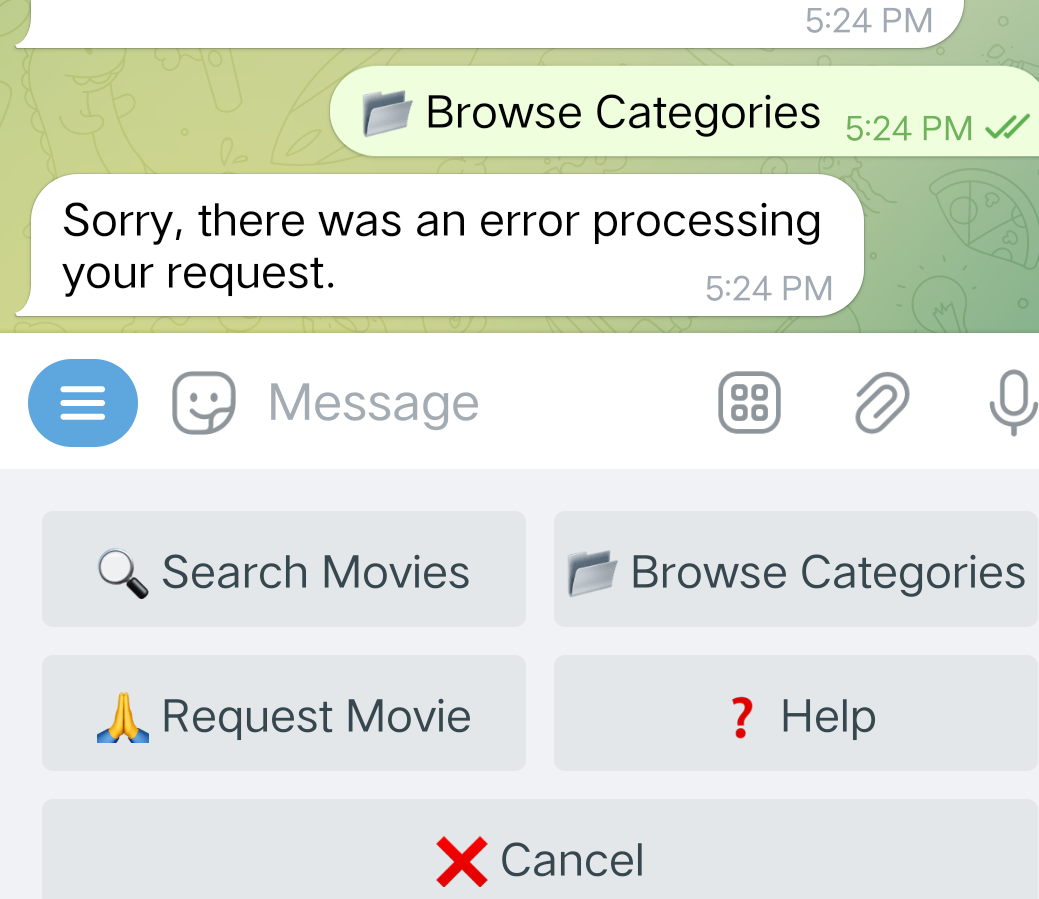 5:24 PM
📁 Browse Categories 5:24 PM
Sorry, there was an error processing
your request. 5:24 PM
Message
🔍 Search Movies
📁 Browse Categories
🙏 Request Movie
❓ Help
❌ Cancel